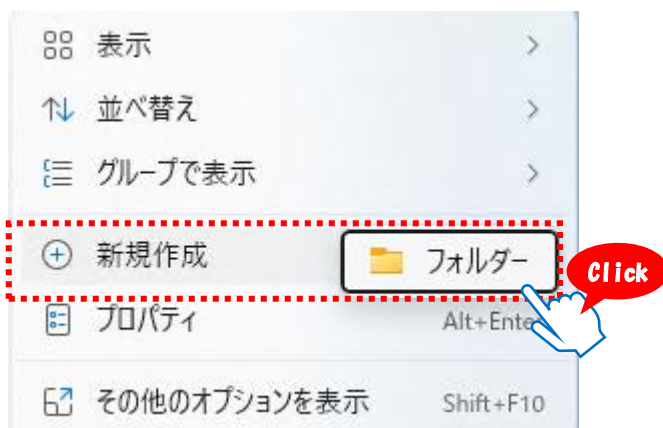 表示
並べ替え
グループで表示
新規作成 フォルダー
Click
プロパティ Alt+Enter
その他のオプションを表示 Shift+F10